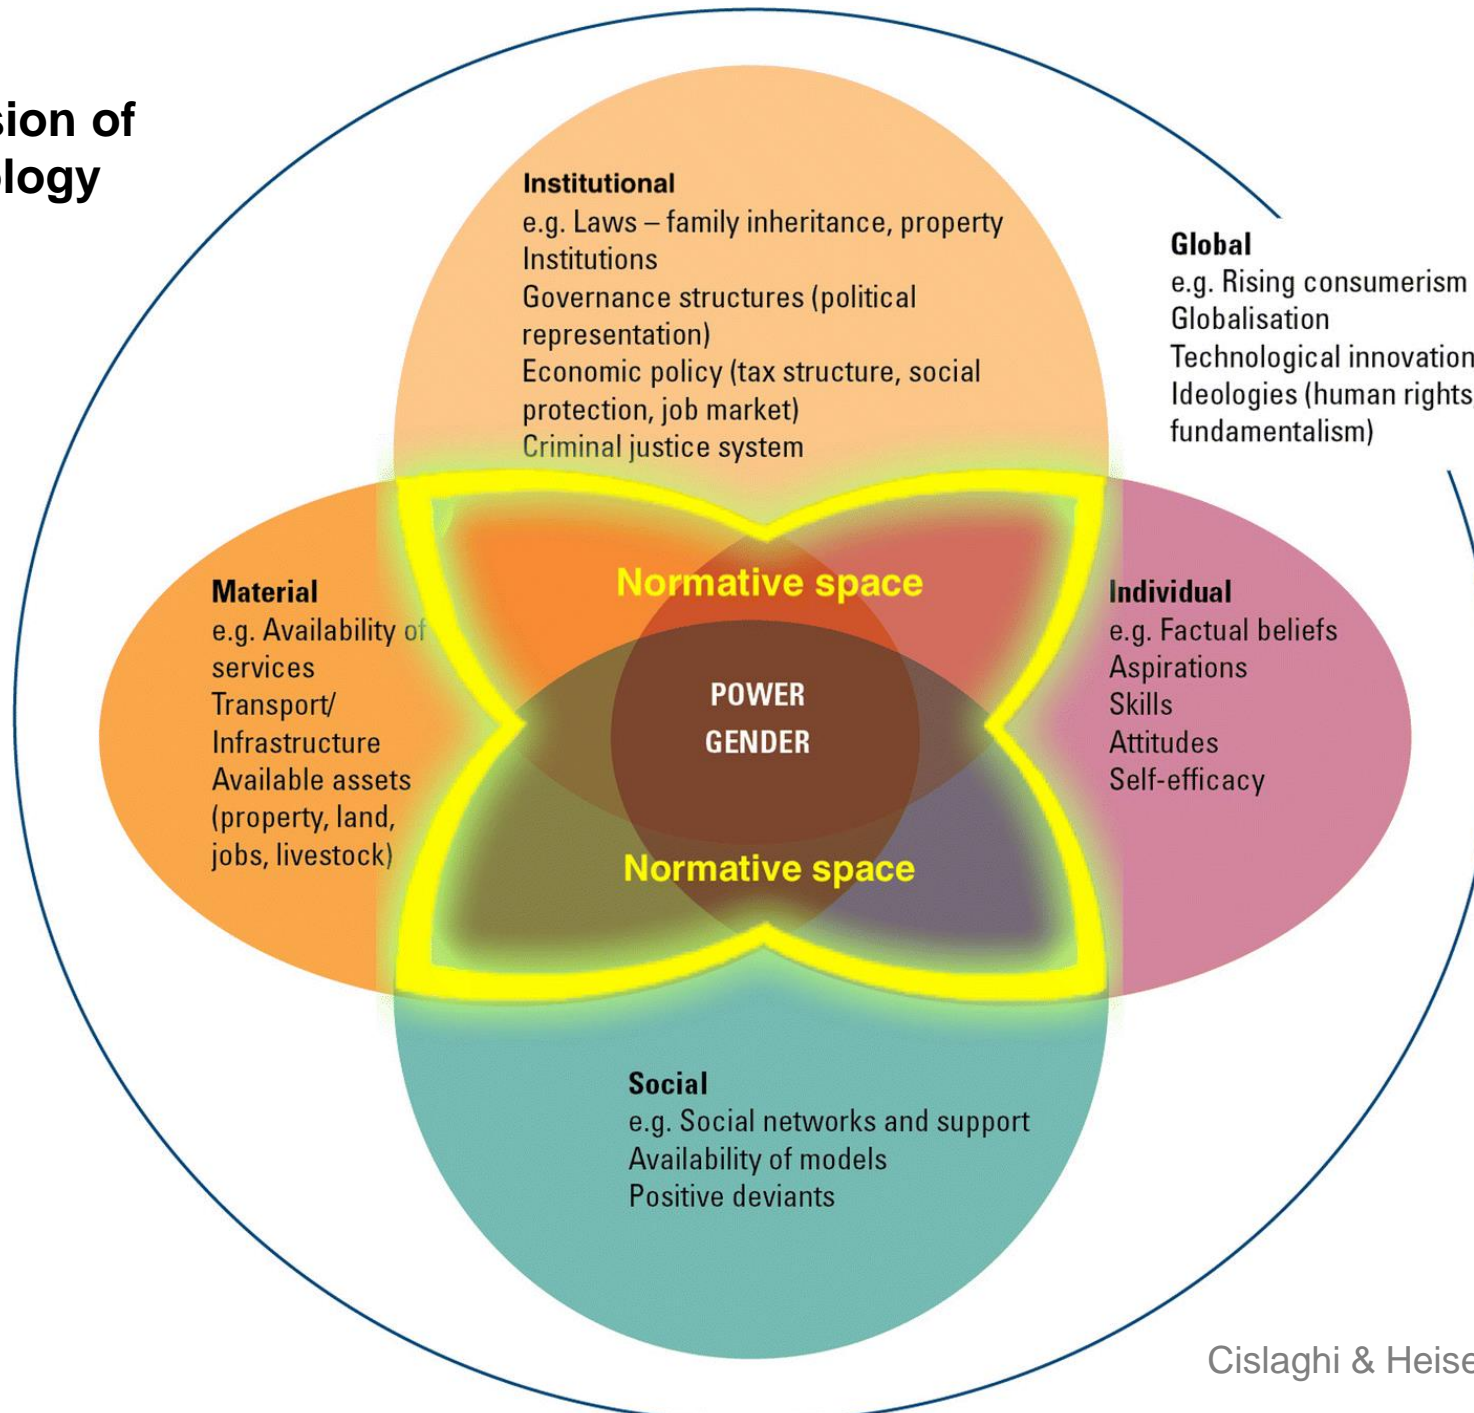 sion of
ology
Institutional
e.g. Laws – family inheritance, property
Institutions
Governance structures (political
representation)
Economic policy (tax structure, social
protection, job market)
Criminal justice system
Global
e.g. Rising consumerism
Globalisation
Technological innovation
Ideologies (human rights,
fundamentalism)
Material
e.g. Availability of
services
Transport/
Infrastructure
Available assets
(property, land,
jobs, livestock)
Normative space
POWER
GENDER
Normative space
Individual
e.g. Factual beliefs
Aspirations
Skills
Attitudes
Self-efficacy
Social
e.g. Social networks and support
Availability of models
Positive deviants
Cislaghi & Heise